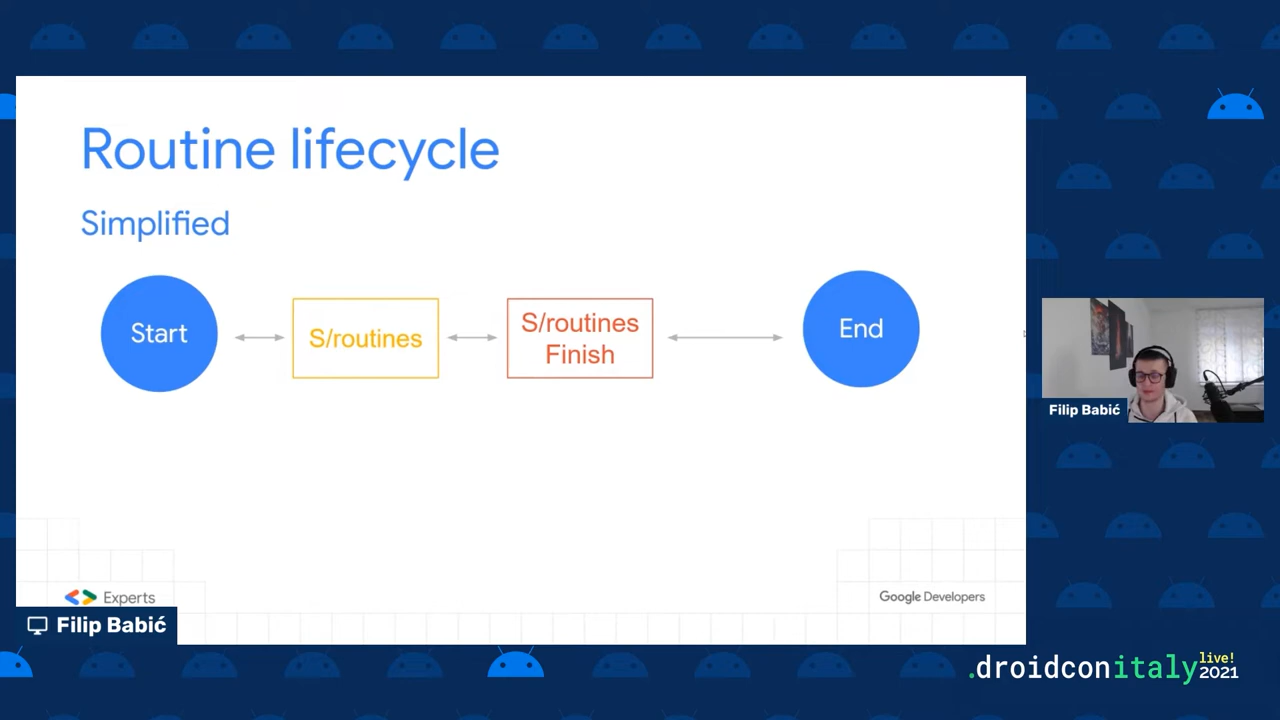 Routine lifecycle
Simplified
Start
S/routines
S/routines
Finish
End
Experts
Google Developers
Filip Babić
Filip Babić
.droidconitaly
live!
2021